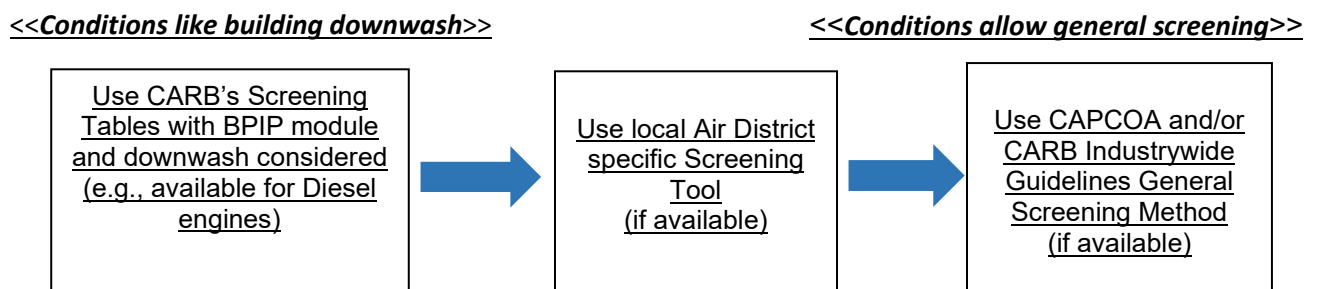 <<Conditions like building downwash>>
<<Conditions allow general screening>>
Use CARB’s Screening
Tables with BPIP module
and downwash considered
(e.g., available for Diesel
engines)
Use local Air District
specific Screening
Tool
(if available)
Use CAPCOA and/or
CARB Industrywide
Guidelines General
Screening Method
(if available)